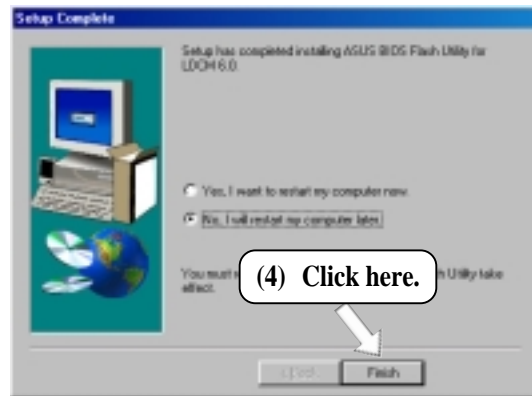 Setup Complete
Setup has completed installing ASUS BIOS Flash Utility for
LDCM 6.0.
Yes, I want to restart my computer now.
No, I will restart my computer later.
You must
h Utility take
effect.
(4) Click here.
< Back
Finish